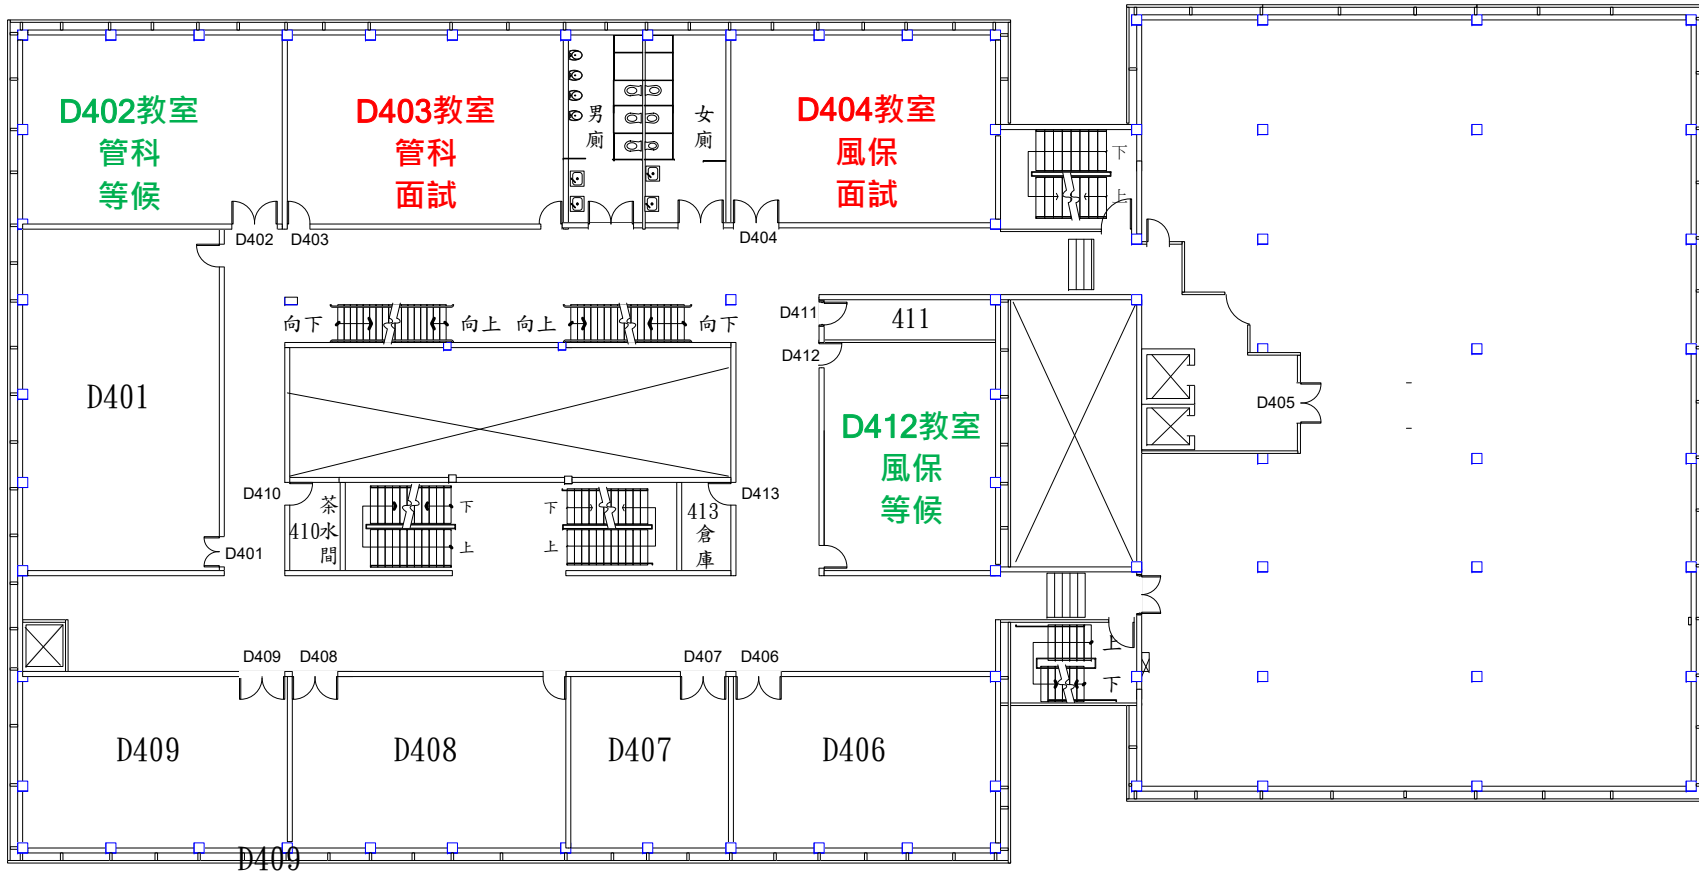 D402教室
管科
等候
D403教室
管科
面試
男廁
女廁
D404教室
風保
面試
下
上
D402
D403
D404
向下
向上
向上
向下
D411
411
D412
D401
D405
D412教室
風保
等候
D410
茶水間
410
下
上
下
上
413
倉庫
D413
D401
D409
D408
D407
D406
上
下
D409
D408
D407
D406
D409